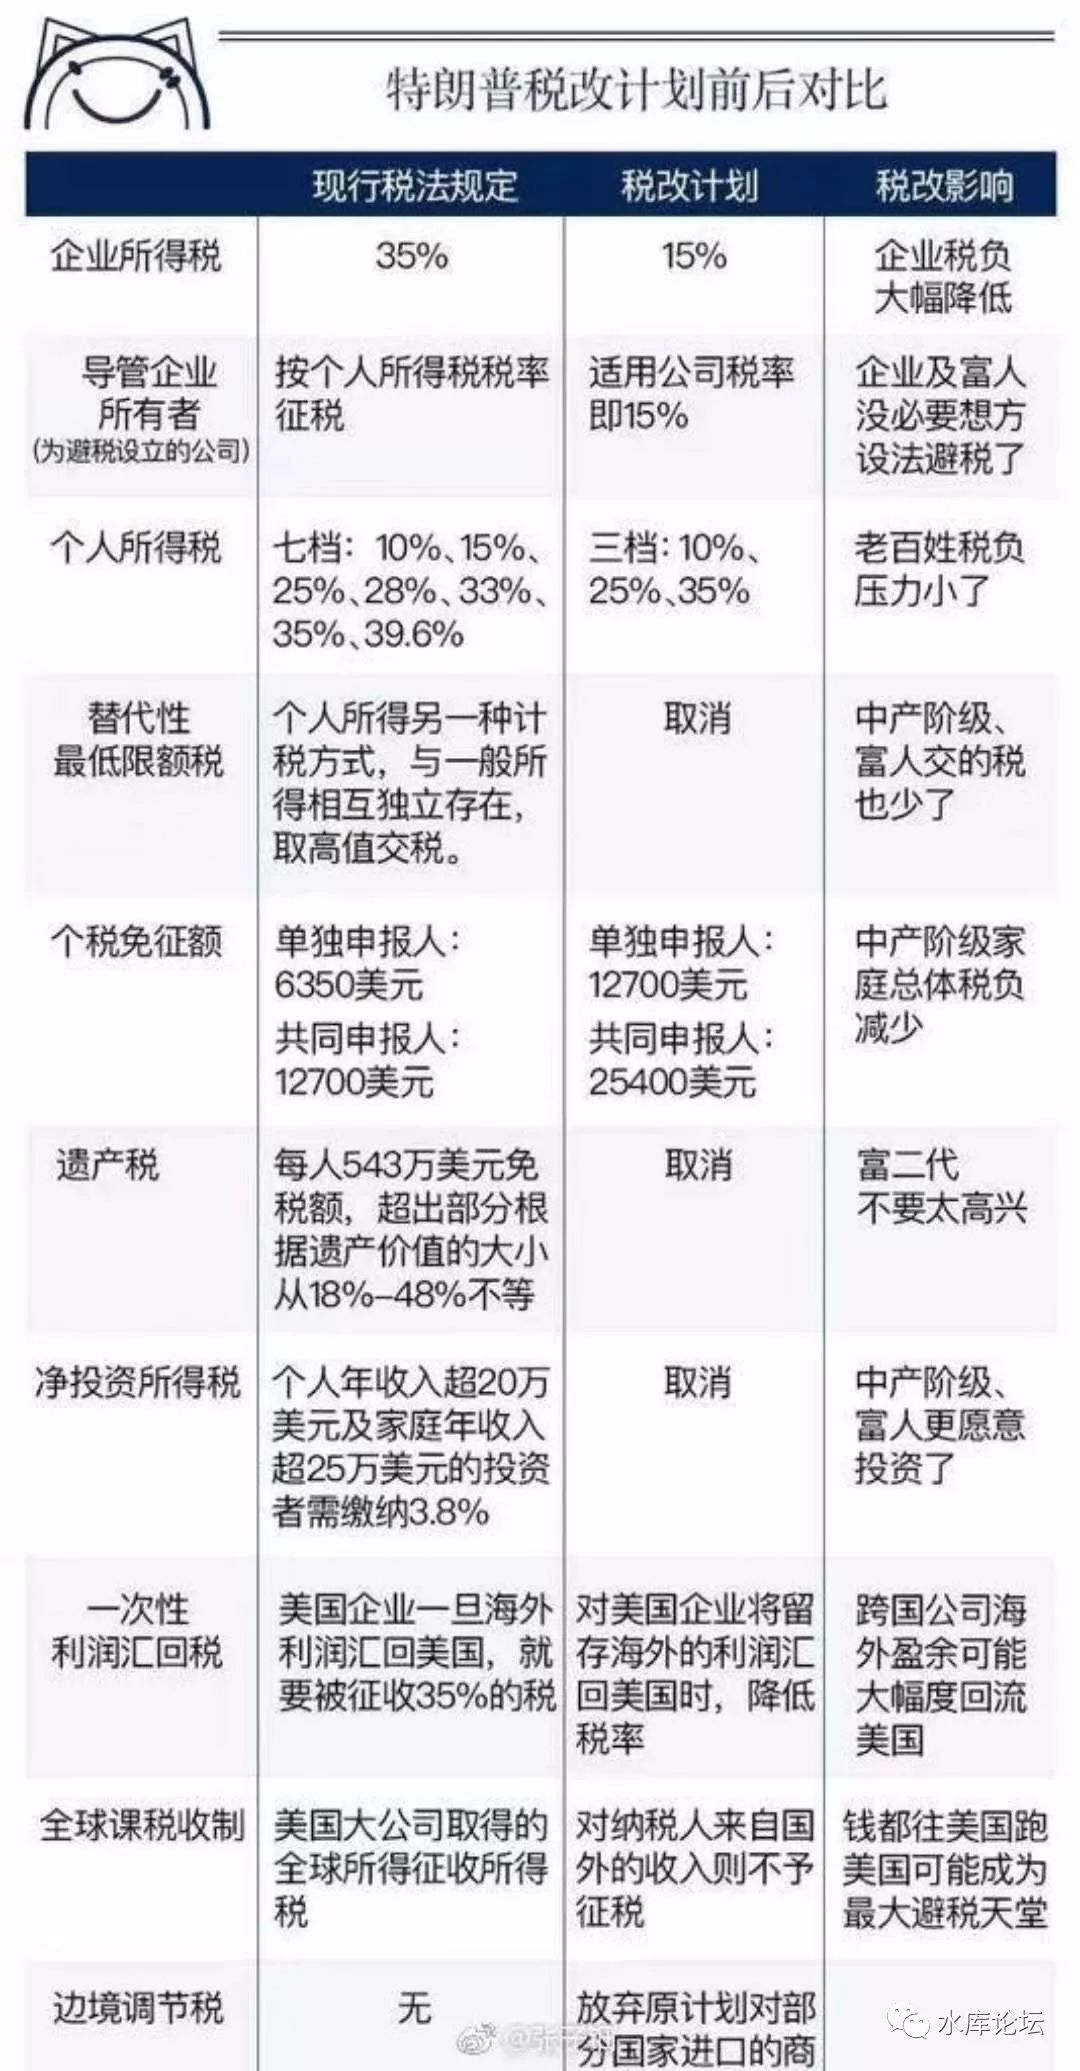 特朗普税改计划前后对比
现行税法规定
税改计划
税改影响
企业所得税
35%
15%
企业税负
大幅降低
导管企业
所有者
(为避税设立的公司)
按个人所得税税率
征税
适用公司税率
即15%
企业及富人
没必要想方
设法避税了
个人所得税
七档：10%、15%、
25%、28%、33%、
35%、39.6%
三档：10%、
25%、35%
老百姓税负
压力小了
替代性
最低限额税
个人所得另一种计
税方式，与一般所
得相互独立存在，
取高值交税。
取消
中产阶级、
富人交的税
也少了
个税免征额
单独申报人：
6350美元
共同申报人：
12700美元
单独申报人：
12700美元
共同申报人：
25400美元
中产阶级家
庭总体税负
减少
遗产税
每人543万美元免
税额，超出部分根
据遗产价值的大小
从18%–48%不等
取消
富二代
不要太高兴
净投资所得税
个人年收入超20万
美元及家庭年收入
超25万美元的投资
者需缴纳3.8%
取消
中产阶级、
富人更愿意
投资了
一次性
利润汇回税
美国企业一旦海外
利润汇回美国，就
要被征收35%的税
对美国企业将留
存海外的利润汇
回美国时，降低
税率
跨国公司海
外盈余可能
大幅度回流
美国
全球课税收制
美国大公司取得的
全球所得征收所得
税
对纳税人来自国
外的收入则不予
征税
钱都往美国跑
美国可能成为
最大避税天堂
边境调节税
无
放弃原计划对部
分国家进口的商
水库论坛